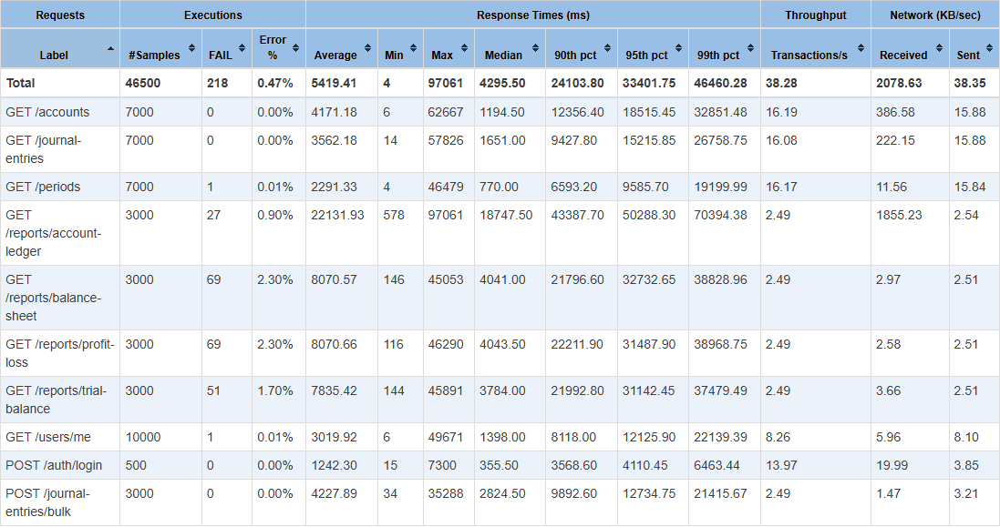 Requests Executions Response Times (ms) Throughput Network (KB/sec)
Label #Samples FAIL Error % Average Min Max Median 90th pct 95th pct 99th pct Transactions/s Received Sent
Total 46500 218 0.47% 5419.41 4 97061 4295.50 24103.80 33401.75 46460.28 38.28 2078.63 38.35
GET /accounts 7000 0 0.00% 4171.18 6 62667 1194.50 12356.40 18515.45 32851.48 16.19 386.58 15.88
GET /journal-entries 7000 0 0.00% 3562.18 14 57826 1651.00 9427.80 15215.85 26758.75 16.08 222.15 15.88
GET /periods 7000 1 0.01% 2291.33 4 46479 770.00 6593.20 9585.70 19199.99 16.17 11.56 15.84
GET /reports/account-ledger 3000 27 0.90% 22131.93 578 97061 18747.50 43387.70 50288.30 70394.38 2.49 1855.23 2.54
GET /reports/balance-sheet 3000 69 2.30% 8070.57 146 45053 4041.00 21796.60 32732.65 38828.96 2.49 2.97 2.51
GET /reports/profit-loss 3000 69 2.30% 8070.66 116 46290 4043.50 22211.90 31487.90 38968.75 2.49 2.58 2.51
GET /reports/trial-balance 3000 51 1.70% 7835.42 144 45891 3784.00 21992.80 31142.45 37479.49 2.49 3.66 2.51
GET /users/me 10000 1 0.01% 3019.92 6 49671 1398.00 8118.00 12125.90 22139.39 8.26 5.96 8.10
POST /auth/login 500 0 0.00% 1242.30 15 7300 355.50 3568.60 4110.45 6463.44 13.97 19.99 3.85
POST /journal-entries/bulk 3000 0 0.00% 4227.89 34 35288 2824.50 9892.60 12734.75 21415.67 2.49 1.47 3.21